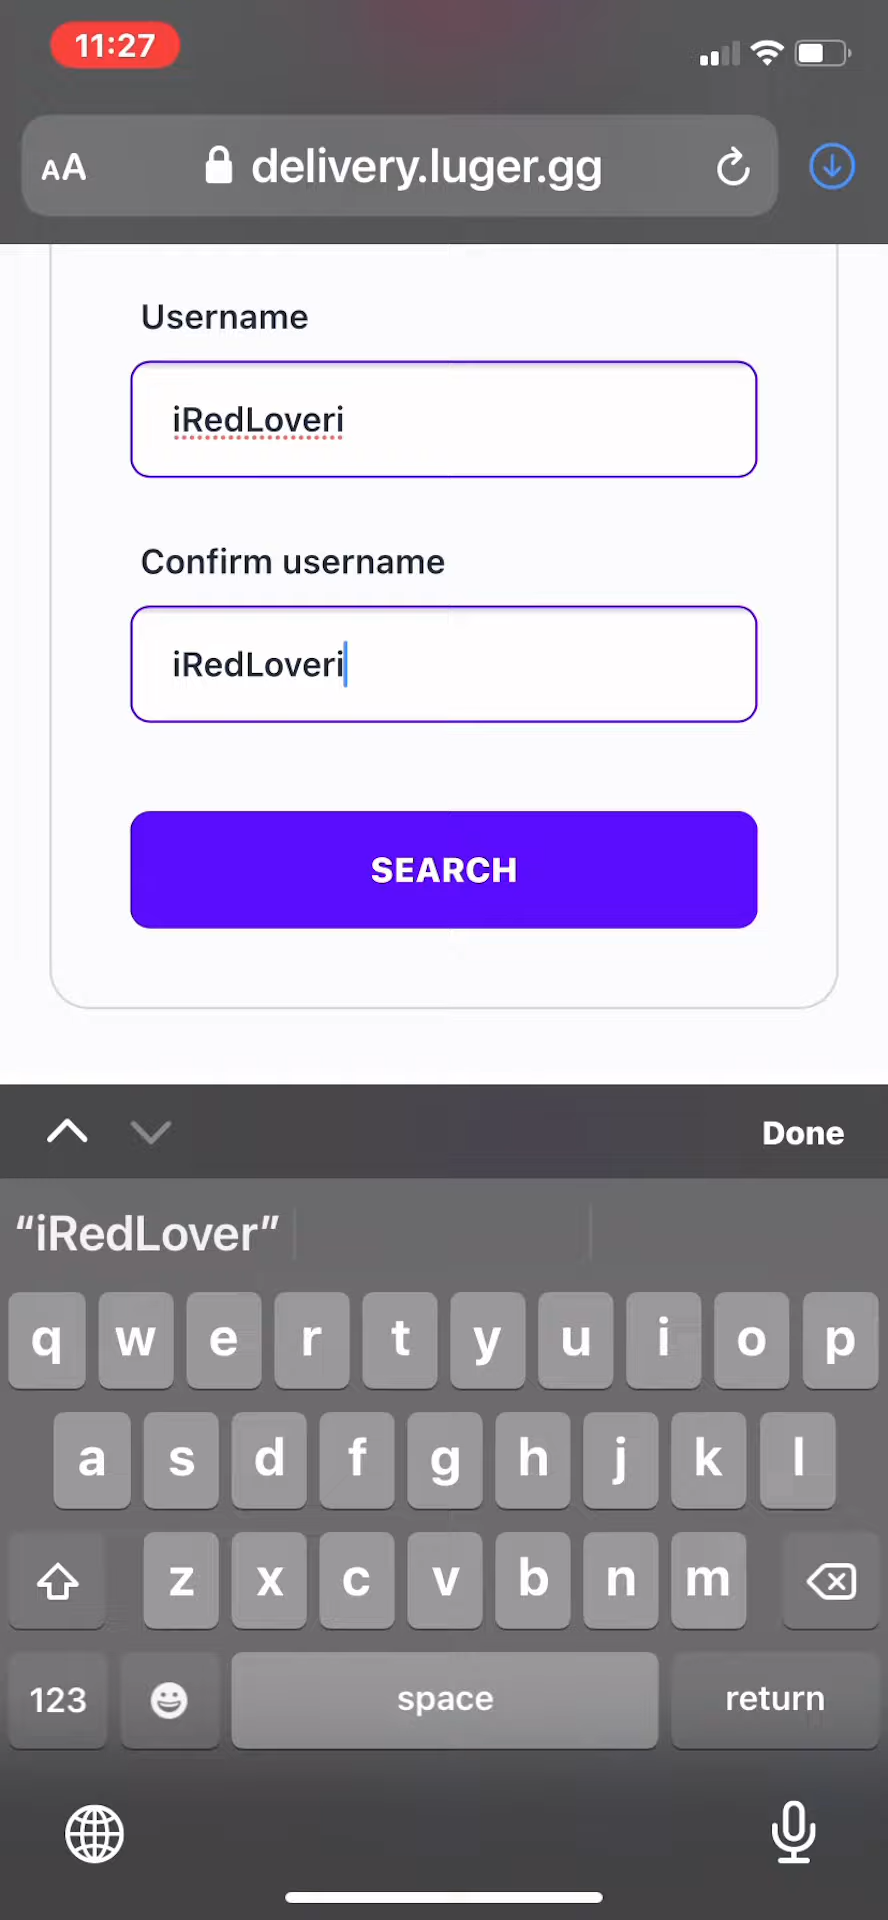 11:27
AA delivery.luger.gg
Username
iRedLoveri
Confirm username
iRedLoveri
SEARCH
Done
“iRedLover”
q w e r t y u i o p
a s d f g h j k l
z x c v b n m
123 space return